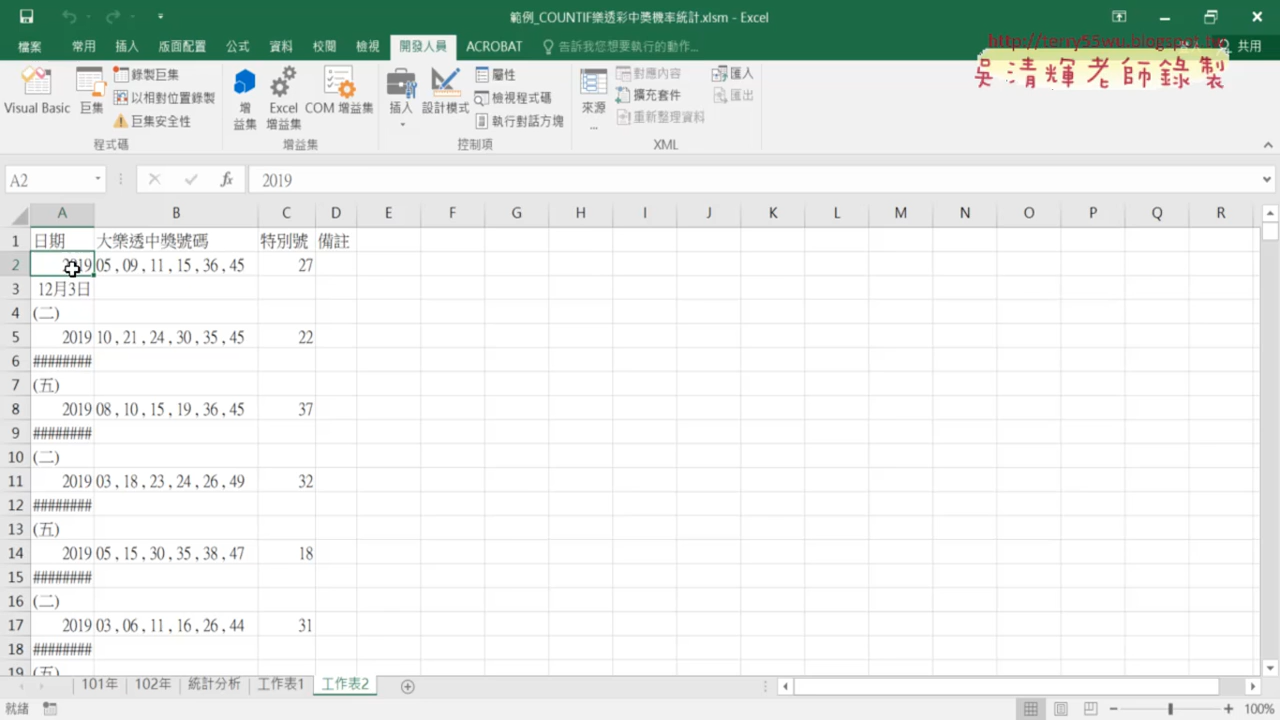 範例_COUNTIF樂透彩中獎機率統計.xlsm - Excel
檔案 常用 插入 版面配置 公式 資料 校閱 檢視 開發人員 ACROBAT 告訴我您想要執行的動作... 共用
http://terry55wu.blogspot.tw
吳清輝老師錄製
Visual Basic 巨集 錄製巨集 以相對位置錄製 巨集安全性
增益集 Excel 增益集 COM 增益集
插入 設計模式 屬性 檢視程式碼 執行對話方塊
來源... 對應內容 擴充套件 重新整理資料 匯入 匯出
程式碼 增益集 控制項 XML
A2 fx 2019
A B C D E F G H I J K L M N O P Q R
1 日期 大樂透中獎號碼 特別號 備註
2 2019 05 , 09 , 11 , 15 , 36 , 45 27
3 12月3日
4 (二)
5 2019 10 , 21 , 24 , 30 , 35 , 45 22
6 ########
7 (五)
8 2019 08 , 10 , 15 , 19 , 36 , 45 37
9 ########
10 (二)
11 2019 03 , 18 , 23 , 24 , 26 , 49 32
12 ########
13 (五)
14 2019 05 , 15 , 30 , 35 , 38 , 47 18
15 ########
16 (二)
17 2019 03 , 06 , 11 , 16 , 26 , 44 31
18 ########
19 (五)
101年 102年 統計分析 工作表1 工作表2
就緒 100%